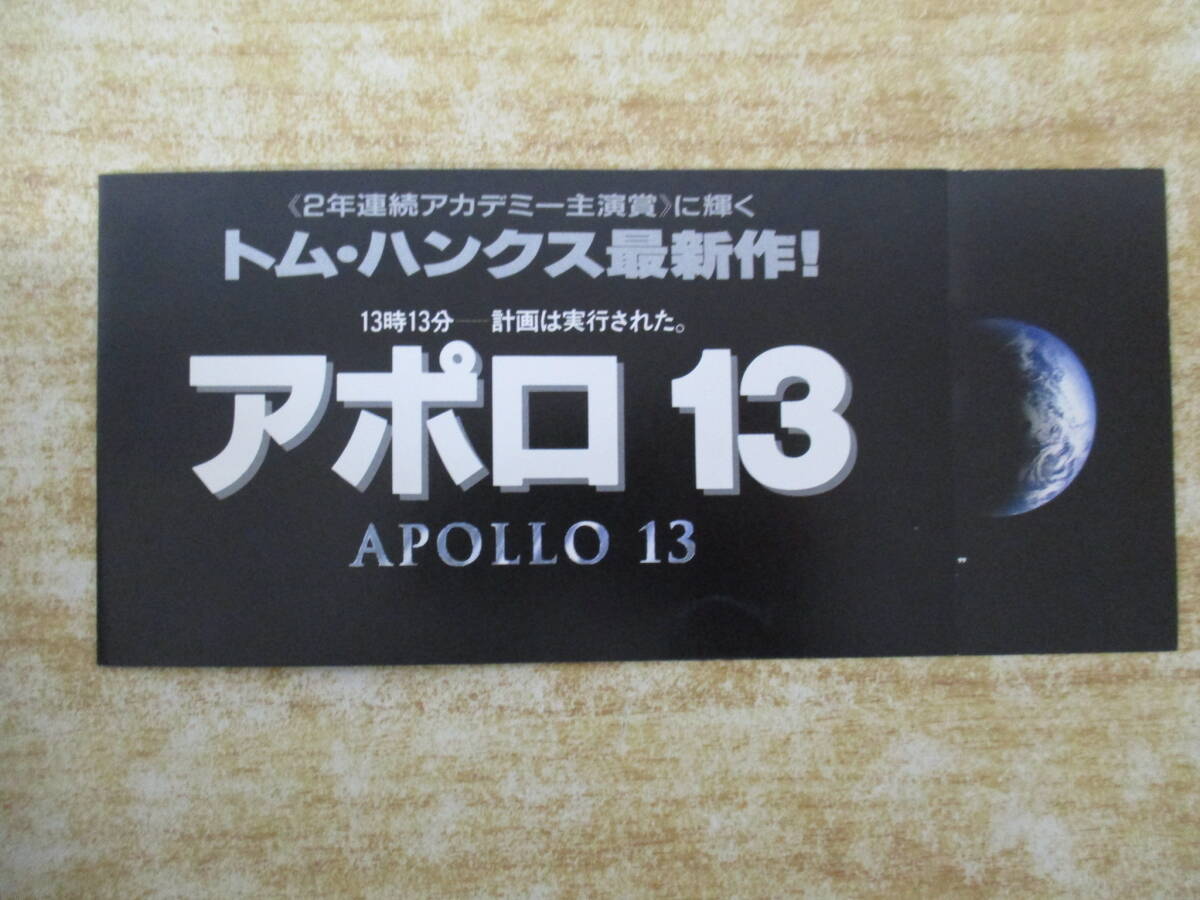 《2年連続アカデミー主演賞》に輝く
トム・ハンクス最新作!
13時13分──計画は実行された。
アポロ13
APOLLO 13